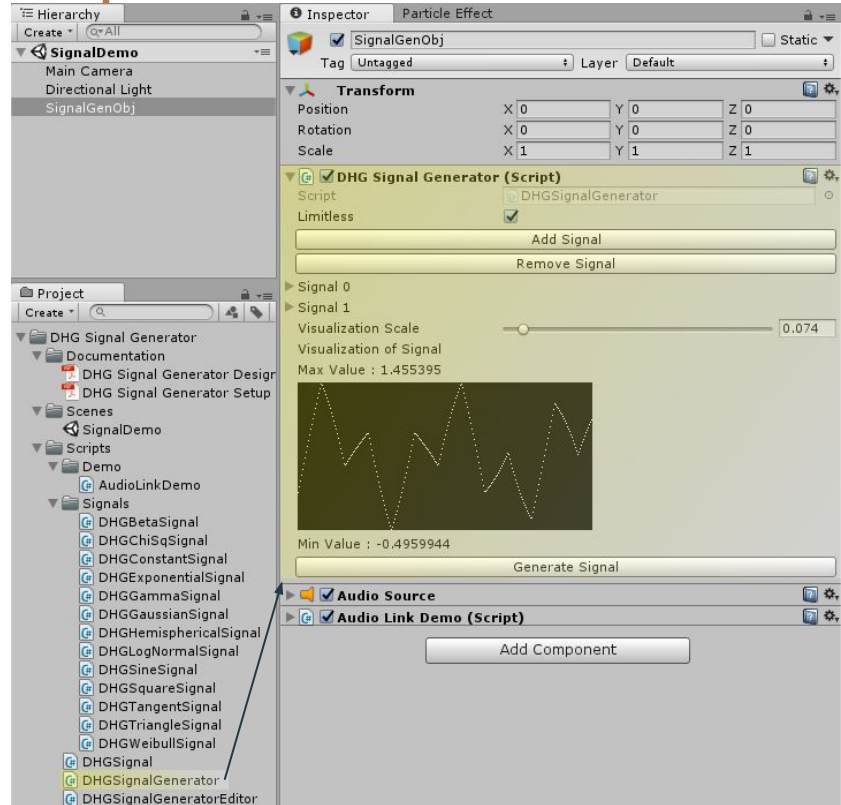 Hierarchy
Create
All
SignalDemo
Main Camera
Directional Light
SignalGenObj
Project
Create
DHG Signal Generator
Documentation
DHG Signal Generator Design
DHG Signal Generator Setup
Scenes
SignalDemo
Scripts
Demo
AudioLinkDemo
Signals
DHGBetaSignal
DHGChiSqSignal
DHGConstantSignal
DHGExponentialSignal
DHGGammaSignal
DHGGaussianSignal
DHGHemisphericalSignal
DHGLogNormalSignal
DHGSineSignal
DHGSquareSignal
DHGTangentSignal
DHGTriangleSignal
DHGWeibullSignal
DHGSignal
DHGSignalGenerator
DHGSignalGeneratorEditor
Inspector Particle Effect
SignalGenObj Static
Tag Untagged Layer Default
Transform
Position X 0 Y 0 Z 0
Rotation X 0 Y 0 Z 0
Scale X 1 Y 1 Z 1
DHG Signal Generator (Script)
Script DHGSignalGenerator
Limitless
Add Signal
Remove Signal
Signal 0
Signal 1
Visualization Scale 0.074
Visualization of Signal
Max Value : 1.455395
Min Value : -0.4959944
Generate Signal
Audio Source
Audio Link Demo (Script)
Add Component